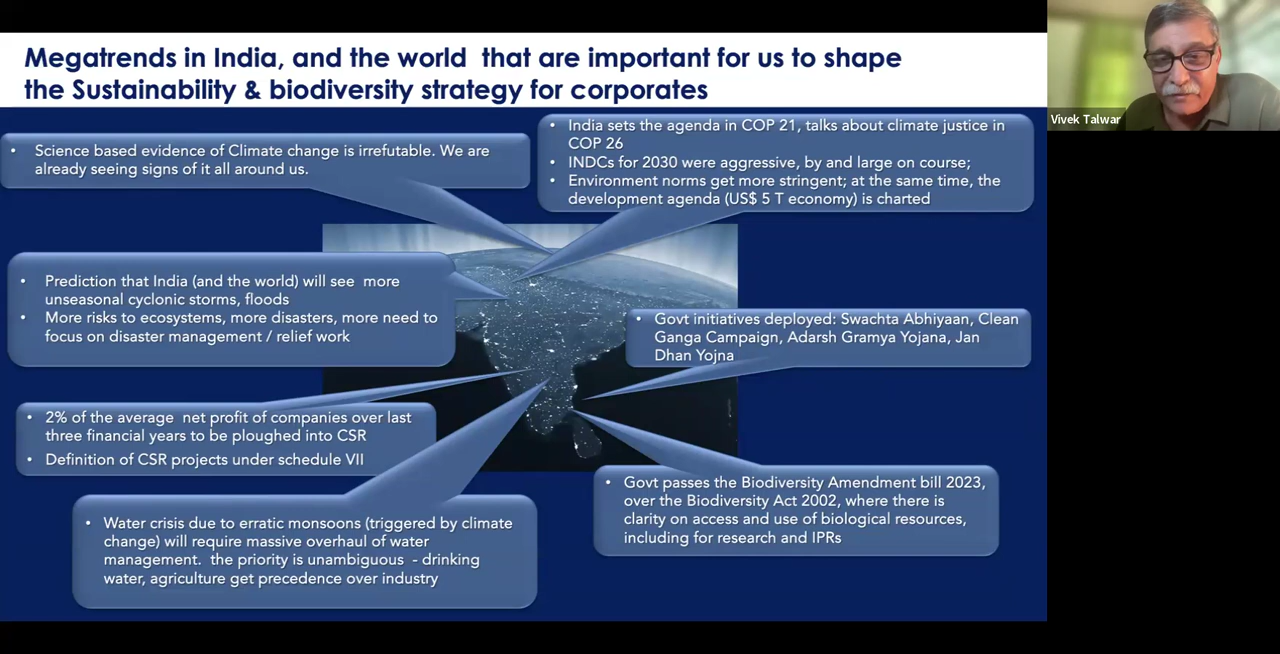 Megatrends in India, and the world that are important for us to shape
the Sustainability & biodiversity strategy for corporates
• Science based evidence of Climate change is irrefutable. We are
already seeing signs of it all around us.
• India sets the agenda in COP 21, talks about climate justice in
COP 26
• INDCs for 2030 were aggressive, by and large on course;
• Environment norms get more stringent; at the same time, the
development agenda (US$ 5 T economy) is charted
• Prediction that India (and the world) will see more
unseasonal cyclonic storms, floods
• More risks to ecosystems, more disasters, more need to
focus on disaster management / relief work
• Govt initiatives deployed: Swachta Abhiyaan, Clean
Ganga Campaign, Adarsh Gramya Yojana, Jan
Dhan Yojna
• 2% of the average net profit of companies over last
three financial years to be ploughed into CSR
• Definition of CSR projects under schedule VII
• Govt passes the Biodiversity Amendment bill 2023,
over the Biodiversity Act 2002, where there is
clarity on access and use of biological resources,
including for research and IPRs
• Water crisis due to erratic monsoons (triggered by climate
change) will require massive overhaul of water
management. the priority is unambiguous - drinking
water, agriculture get precedence over industry
Vivek Talwar